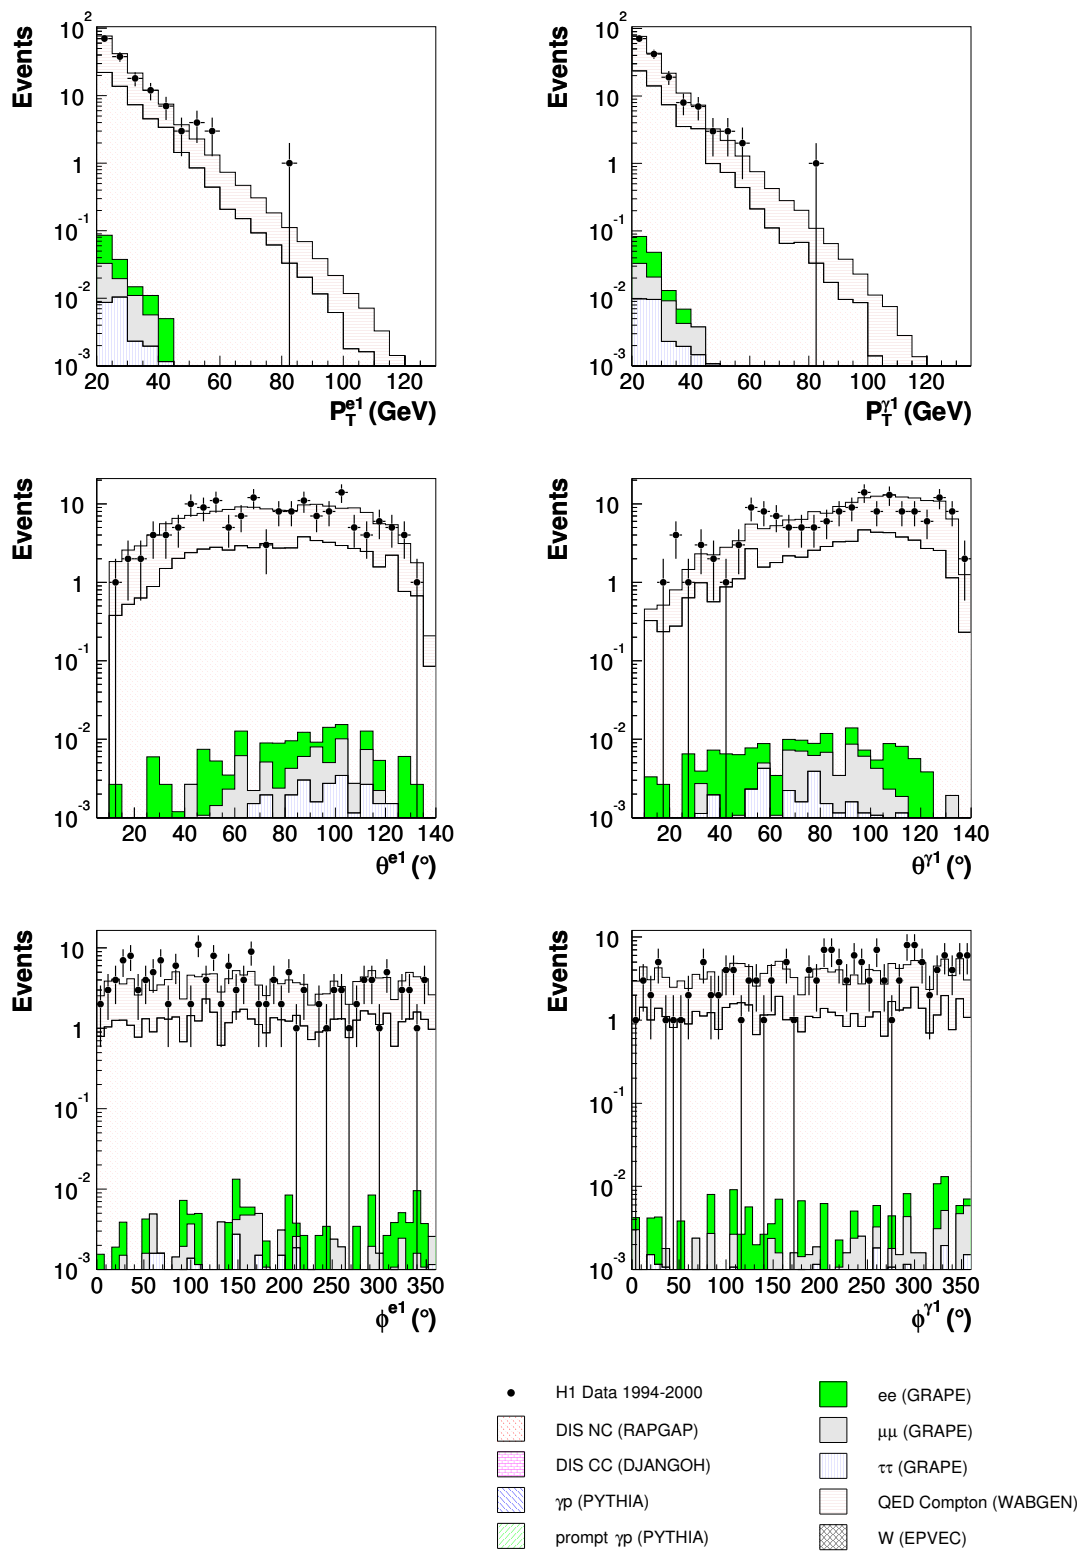 Events
10²
10
1
10⁻¹
10⁻²
10⁻³
20 40 60 80 100 120
P_T^e1 (GeV)
Events
10²
10
1
10⁻¹
10⁻²
10⁻³
20 40 60 80 100 120
P_T^γ1 (GeV)
Events
10
1
10⁻¹
10⁻²
10⁻³
20 40 60 80 100 120 140
θ^e1 (°)
Events
10
1
10⁻¹
10⁻²
10⁻³
20 40 60 80 100 120 140
θ^γ1 (°)
Events
10
1
10⁻¹
10⁻²
10⁻³
0 50 100 150 200 250 300 350
ϕ^e1 (°)
Events
10
1
10⁻¹
10⁻²
10⁻³
0 50 100 150 200 250 300 350
ϕ^γ1 (°)
H1 Data 1994-2000
DIS NC (RAPGAP)
DIS CC (DJANGOH)
γp (PYTHIA)
prompt γp (PYTHIA)
ee (GRAPE)
μμ (GRAPE)
ττ (GRAPE)
QED Compton (WABGEN)
W (EPVEC)